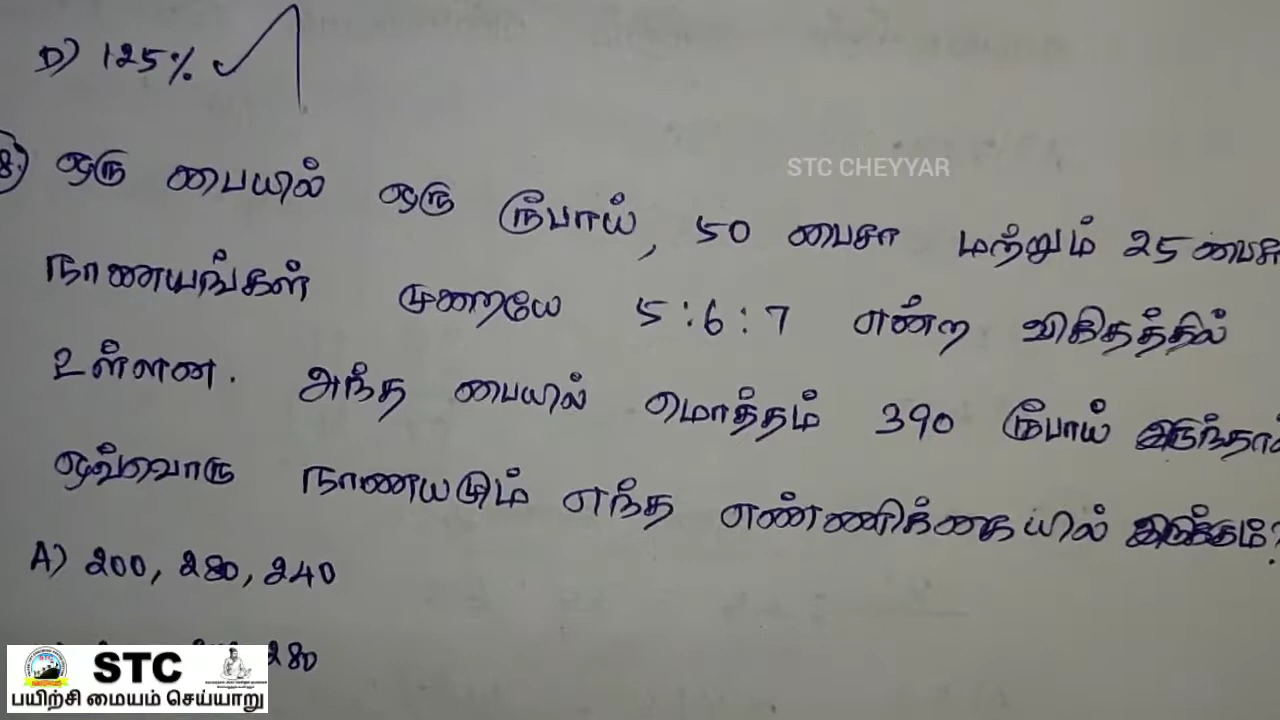 D) 125%
8) ஒரு பையில் ஒரு ரூபாய், 50 பைசா மற்றும் 25 பைசா
STC CHEYYAR
நாணயங்கள் முறையே 5:6:7 என்ற விகிதத்தில்
உள்ளன. அந்த பையில் மொத்தம் 390 ரூபாய் இருந்தால்
ஒவ்வொரு நாணயமும் எந்த எண்ணிக்கையில் இருக்கும்?
A) 200, 280, 240
280
STC
பயிற்சி மையம் செய்யாறு